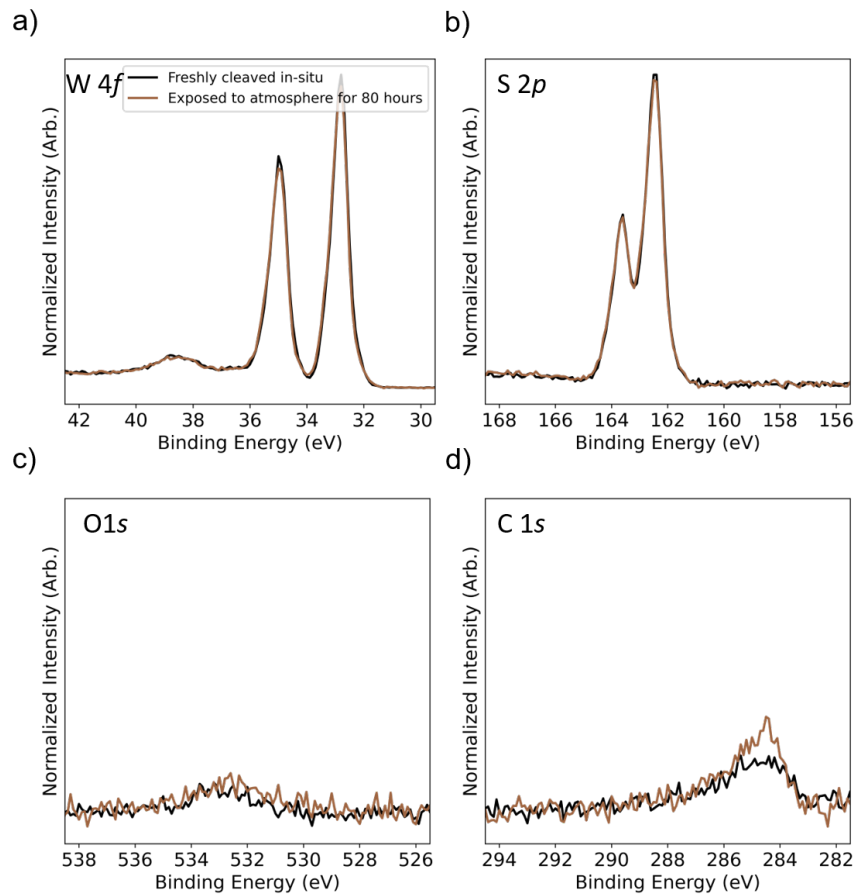 a)
W 4f
Freshly cleaved in-situ
Exposed to atmosphere for 80 hours
Normalized Intensity (Arb.)
42 40 38 36 34 32 30
Binding Energy (eV)
b)
S 2p
Normalized Intensity (Arb.)
168 166 164 162 160 158 156
Binding Energy (eV)
c)
O1s
Normalized Intensity (Arb.)
538 536 534 532 530 528 526
Binding Energy (eV)
d)
C 1s
Normalized Intensity (Arb.)
294 292 290 288 286 284 282
Binding Energy (eV)